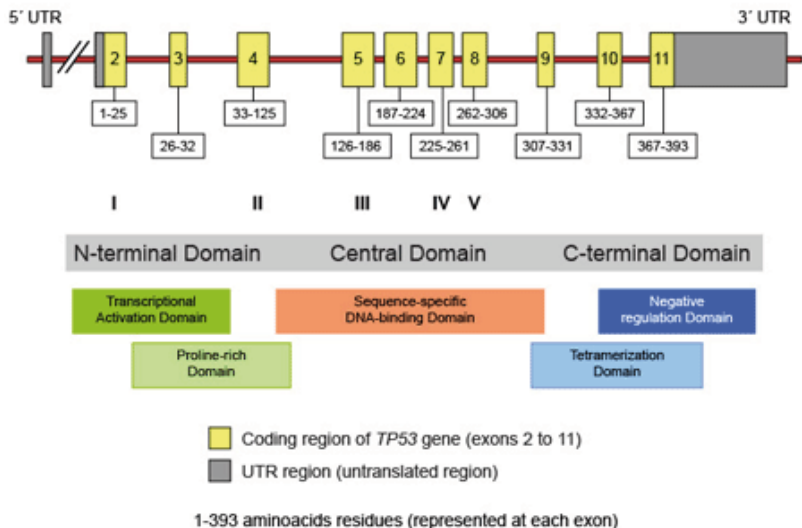 5´ UTR
3´ UTR
2
3
4
5
6
7
8
9
10
11
1-25
33-125
187-224
262-306
332-367
26-32
126-186
225-261
307-331
367-393
I
II
III
IV
V
N-terminal Domain
Central Domain
C-terminal Domain
Transcriptional
Activation Domain
Sequence-specific
DNA-binding Domain
Negative
regulation Domain
Proline-rich
Domain
Tetramerization
Domain
Coding region of TP53 gene (exons 2 to 11)
UTR region (untranslated region)
1-393 aminoacids residues (represented at each exon)